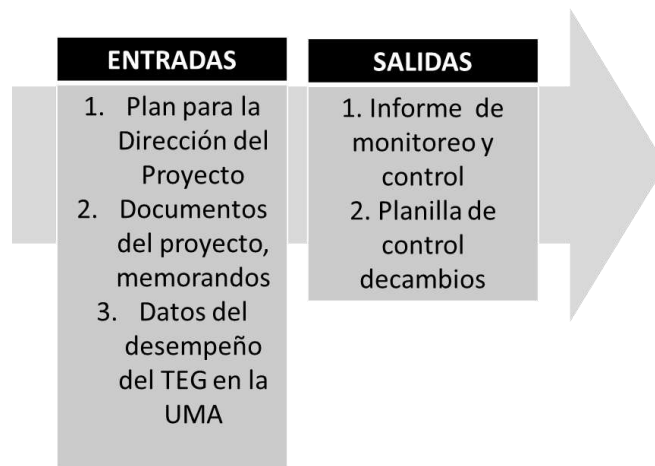 ENTRADAS
1. Plan para la
Dirección del
Proyecto
2. Documentos
del proyecto,
memorandos
3. Datos del
desempeño
del TEG en la
UMA
SALIDAS
1. Informe de
monitoreo y
control
2. Planilla de
control
decambios